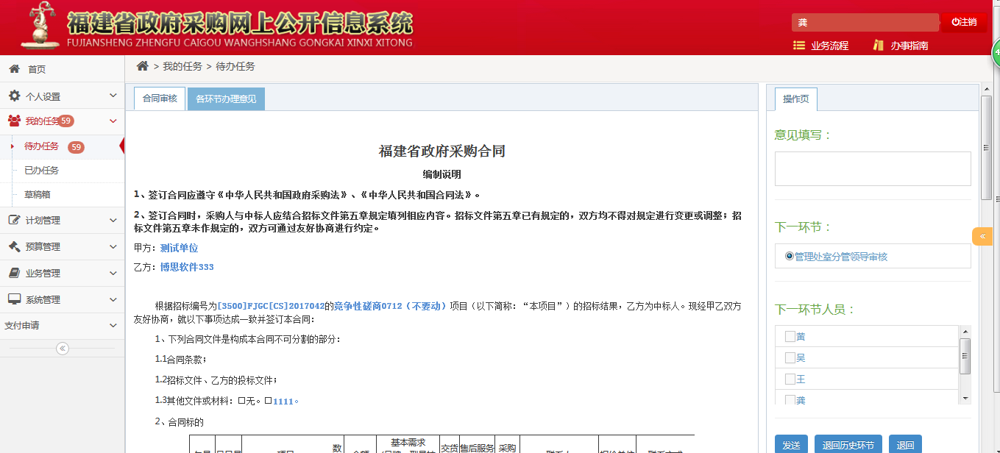 福建省政府采购网上公开信息系统
FUJIANSHENG ZHENGFU CAIGOU WANGHSHANG GONGKAI XINXI XITONG
龚
注销
业务流程
办事指南
首页
个人设置
我的任务 59
待办任务 59
已办任务
草稿箱
计划管理
预算管理
业务管理
系统管理
支付申请
> 我的任务 > 待办任务
合同审核
各环节办理意见
福建省政府采购合同
编制说明
1、签订合同应遵守《中华人民共和国政府采购法》、《中华人民共和国合同法》。
2、签订合同时，采购人与中标人应结合招标文件第五章规定填列相应内容。招标文件第五章已有规定的，双方均不得对规定进行变更或调整；招
标文件第五章未作规定的，双方可通过友好协商进行约定。
甲方：测试单位
乙方：博思软件333
根据招标编号为[3500]FJGC[CS]2017042的竞争性磋商0712（不要动）项目（以下简称：“本项目”）的招标结果，乙方为中标人。现经甲乙双方
友好协商，就以下事项达成一致并签订本合同：
1、下列合同文件是构成本合同不可分割的部分：
1.1合同条款；
1.2招标文件、乙方的投标文件；
1.3其他文件或材料：□无。□1111。
2、合同标的
数
基本需求
交货
售后服务
采购
操作页
意见填写：
下一环节：
管理处室分管领导审核
下一环节人员：
黄
吴
王
龚
发送
退回历史环节
退回